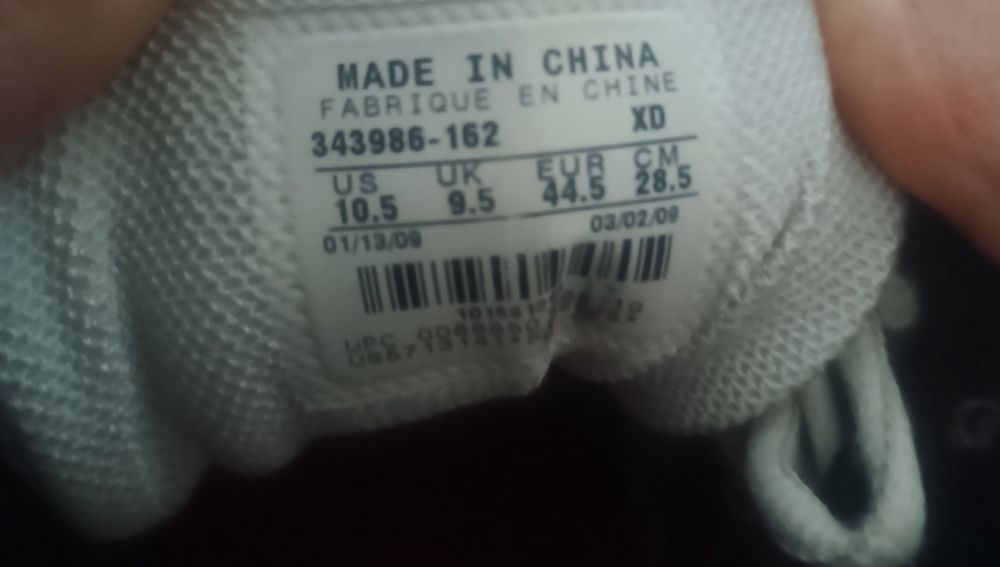 MADE IN CHINA
FABRIQUE EN CHINE
343986-162 XD
US UK EUR CM
10.5 9.5 44.5 28.5
01/13/09 03/02/09
UPC